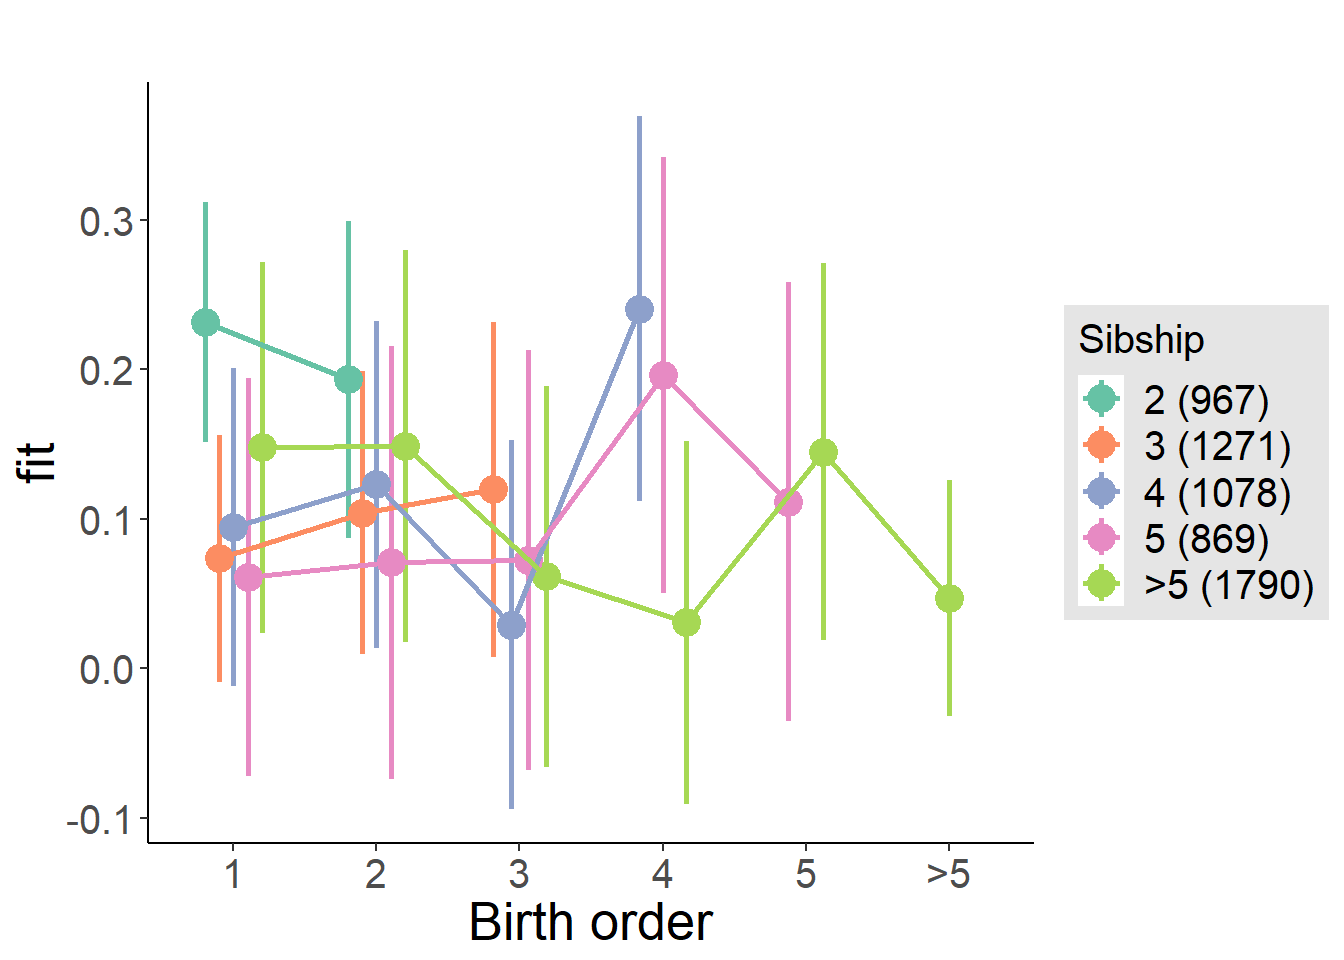 fit
0.3
0.2
0.1
0.0
-0.1
1 2 3 4 5 >5
Birth order
Sibship
2 (967)
3 (1271)
4 (1078)
5 (869)
>5 (1790)